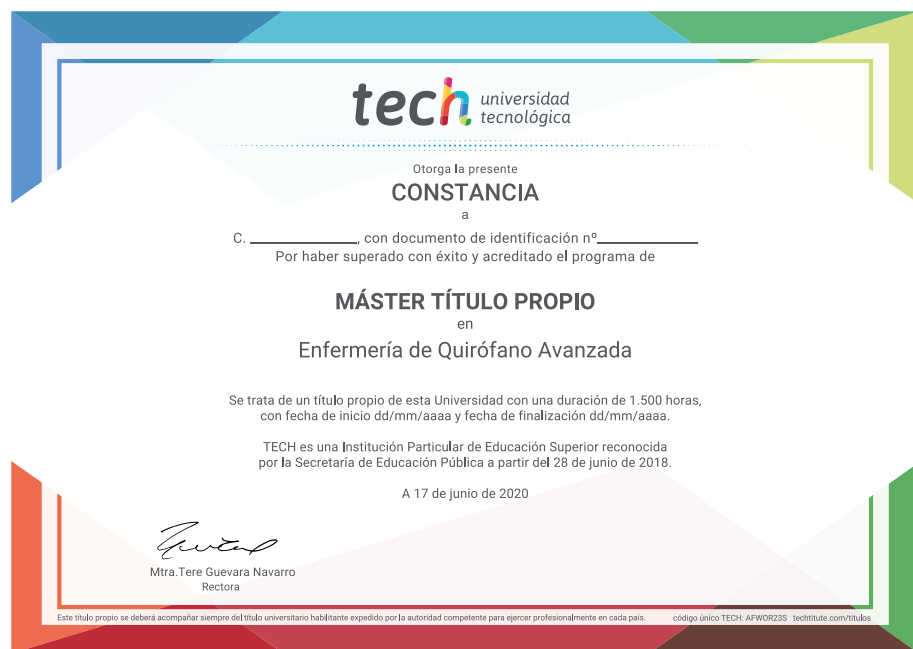 tech universidad
tecnológica
Otorga la presente
CONSTANCIA
a
C. ____________, con documento de identificación nº____________
Por haber superado con éxito y acreditado el programa de
MÁSTER TÍTULO PROPIO
en
Enfermería de Quirófano Avanzada
Se trata de un título propio de esta Universidad con una duración de 1.500 horas,
con fecha de inicio dd/mm/aaaa y fecha de finalización dd/mm/aaaa.
TECH es una Institución Particular de Educación Superior reconocida
por la Secretaría de Educación Pública a partir del 28 de junio de 2018.
A 17 de junio de 2020
Mtra.Tere Guevara Navarro
Rectora
Este título propio se deberá acompañar siempre del título universitario habilitante expedido por la autoridad competente para ejercer profesionalmente en cada país. código único TECH: AFWOR23S techtitute.com/titulos